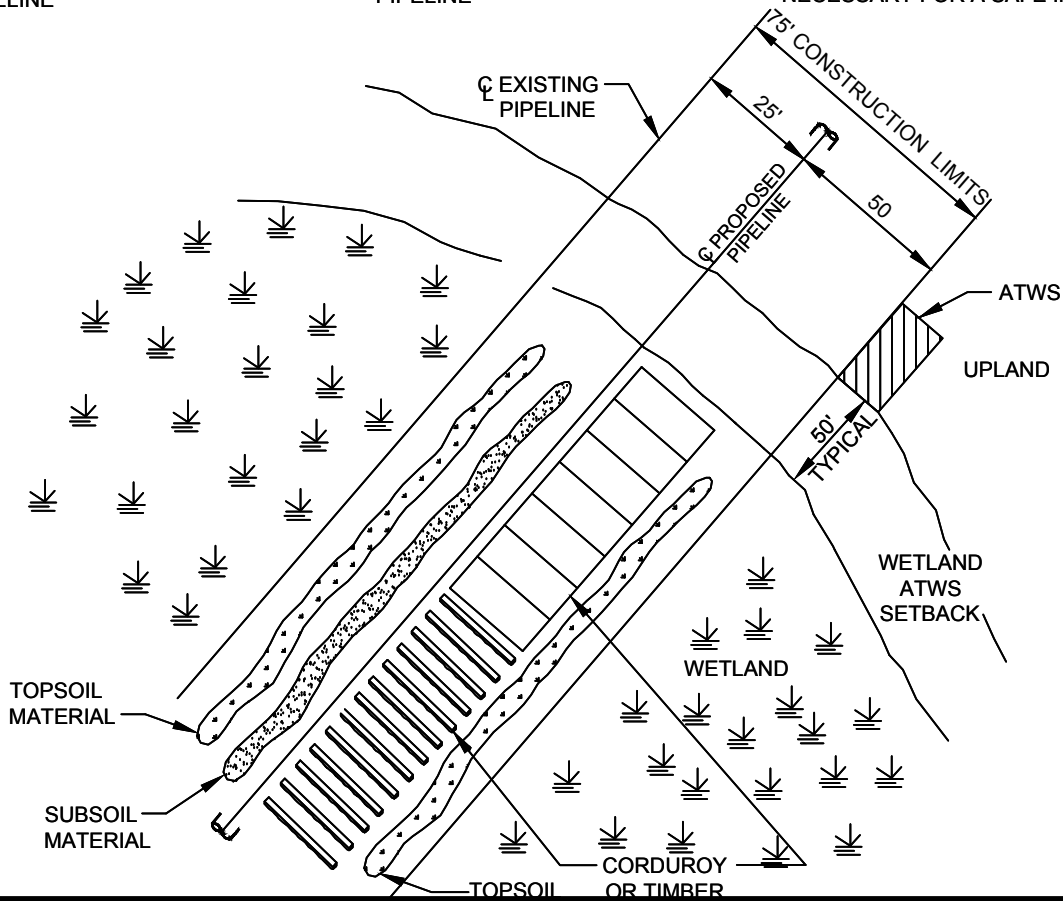 PIPELINE
75' CONSTRUCTION LIMITS
℄ EXISTING
PIPELINE
25'
50
℄ PROPOSED
PIPELINE
ATWS
UPLAND
50'
TYPICAL
WETLAND
ATWS
SETBACK
WETLAND
TOPSOIL
MATERIAL
SUBSOIL
MATERIAL
CORDUROY
OR TIMBER
TOPSOIL